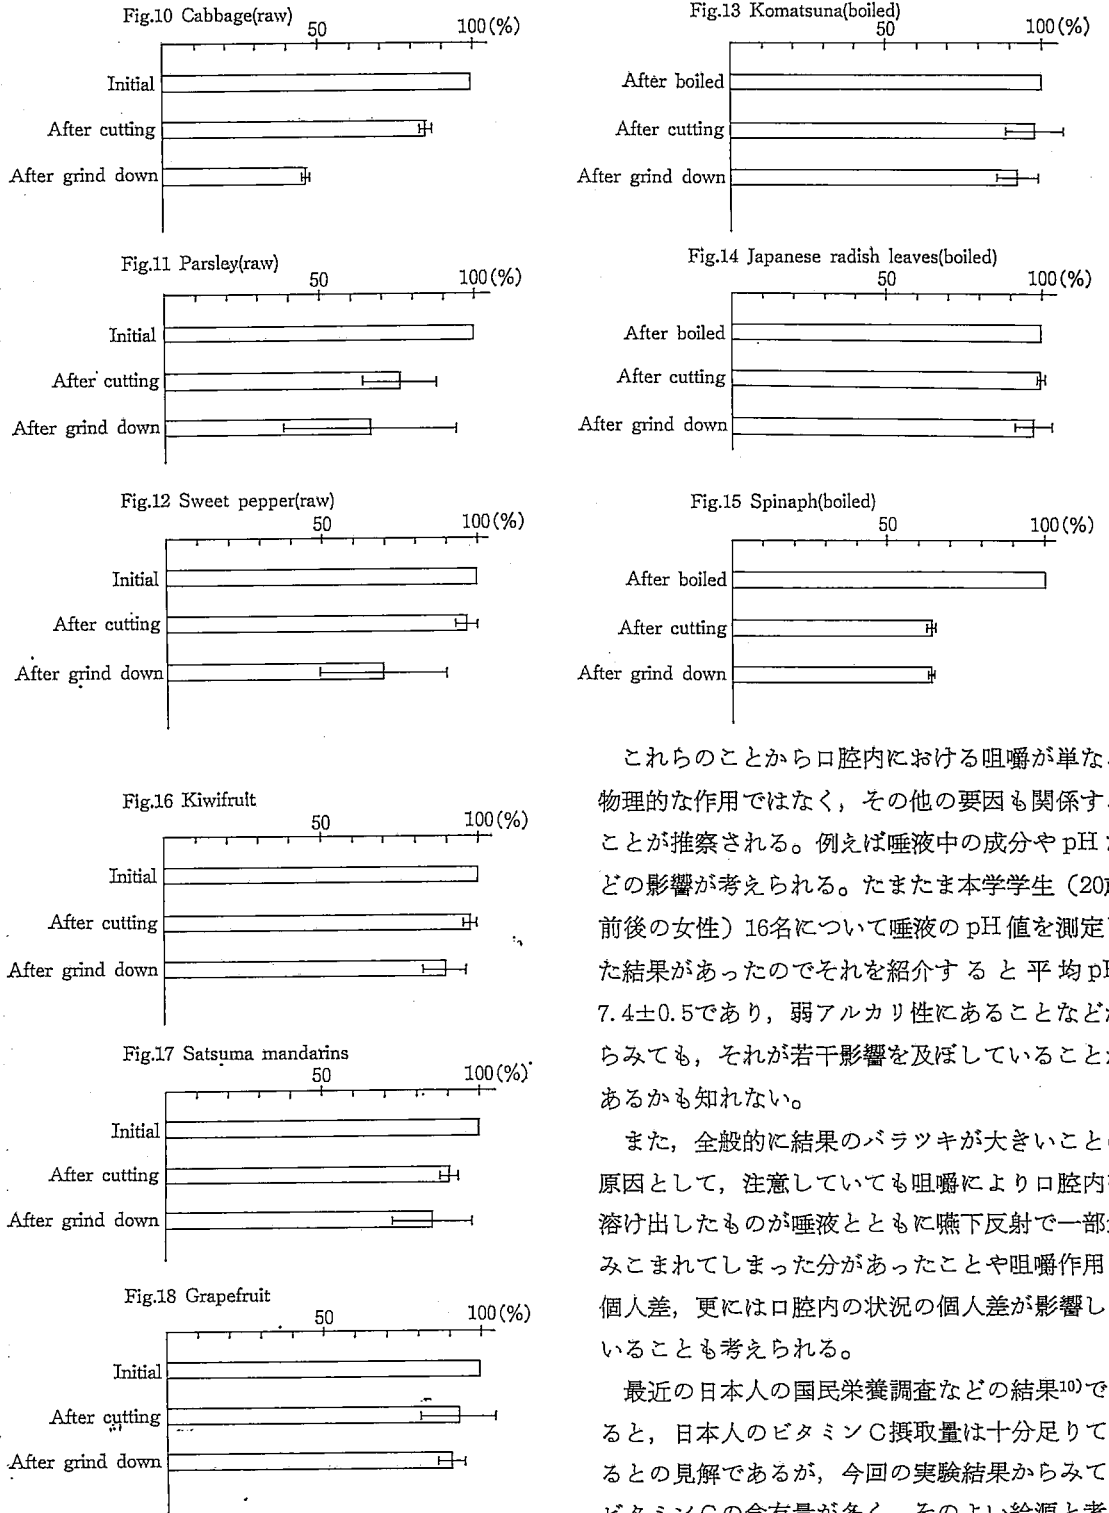 Fig.10 Cabbage(raw)
50 100(%)
Initial
After cutting
After grind down
Fig.11 Parsley(raw)
50 100(%)
Initial
After cutting
After grind down
Fig.12 Sweet pepper(raw)
50 100(%)
Initial
After cutting
After grind down
Fig.16 Kiwifruit
50 100(%)
Initial
After cutting
After grind down
Fig.17 Satsuma mandarins
50 100(%)
Initial
After cutting
After grind down
Fig.18 Grapefruit
50 100(%)
Initial
After cutting
After grind down
Fig.13 Komatsuna(boiled)
50 100(%)
After boiled
After cutting
After grind down
Fig.14 Japanese radish leaves(boiled)
50 100(%)
After boiled
After cutting
After grind down
Fig.15 Spinaph(boiled)
50 100(%)
After boiled
After cutting
After grind down
これらのことから口腔内における咀嚼が単な
物理的な作用ではなく，その他の要因も関係す
ことが推察される。例えば唾液中の成分やpH
どの影響が考えられる。たまたま本学学生（20
前後の女性）16名について唾液のpH値を測定
た結果があったのでそれを紹介すると平均pH
7.4±0.5であり，弱アルカリ性にあることなど
らみても，それが若干影響を及ぼしていること
あるかも知れない。
また，全般的に結果のバラツキが大きいこと
原因として，注意していても咀嚼により口腔内
溶け出したものが唾液とともに嚥下反射で一部
みこまれてしまった分があったことや咀嚼作用
個人差，更には口腔内の状況の個人差が影響し
いることも考えられる。
最近の日本人の国民栄養調査などの結果10)で
ると，日本人のビタミンC摂取量は十分足りて
るとの見解であるが，今回の実験結果からみて
ビタミンCの含有量が多く，そのよい給源と考